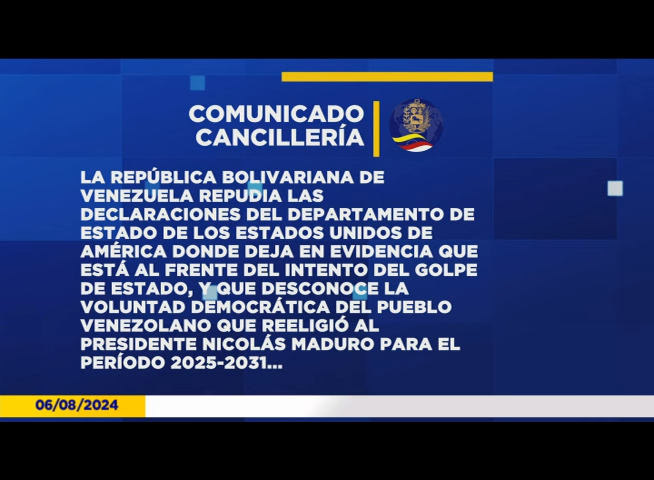 COMUNICADO
CANCILLERÍA
LA REPÚBLICA BOLIVARIANA DE
VENEZUELA REPUDIA LAS
DECLARACIONES DEL DEPARTAMENTO DE
ESTADO DE LOS ESTADOS UNIDOS DE
AMÉRICA DONDE DEJA EN EVIDENCIA QUE
ESTÁ AL FRENTE DEL INTENTO DEL GOLPE
DE ESTADO, Y QUE DESCONOCE LA
VOLUNTAD DEMOCRÁTICA DEL PUEBLO
VENEZOLANO QUE REELIGIÓ AL
PRESIDENTE NICOLÁS MADURO PARA EL
PERÍODO 2025-2031...
06/08/2024